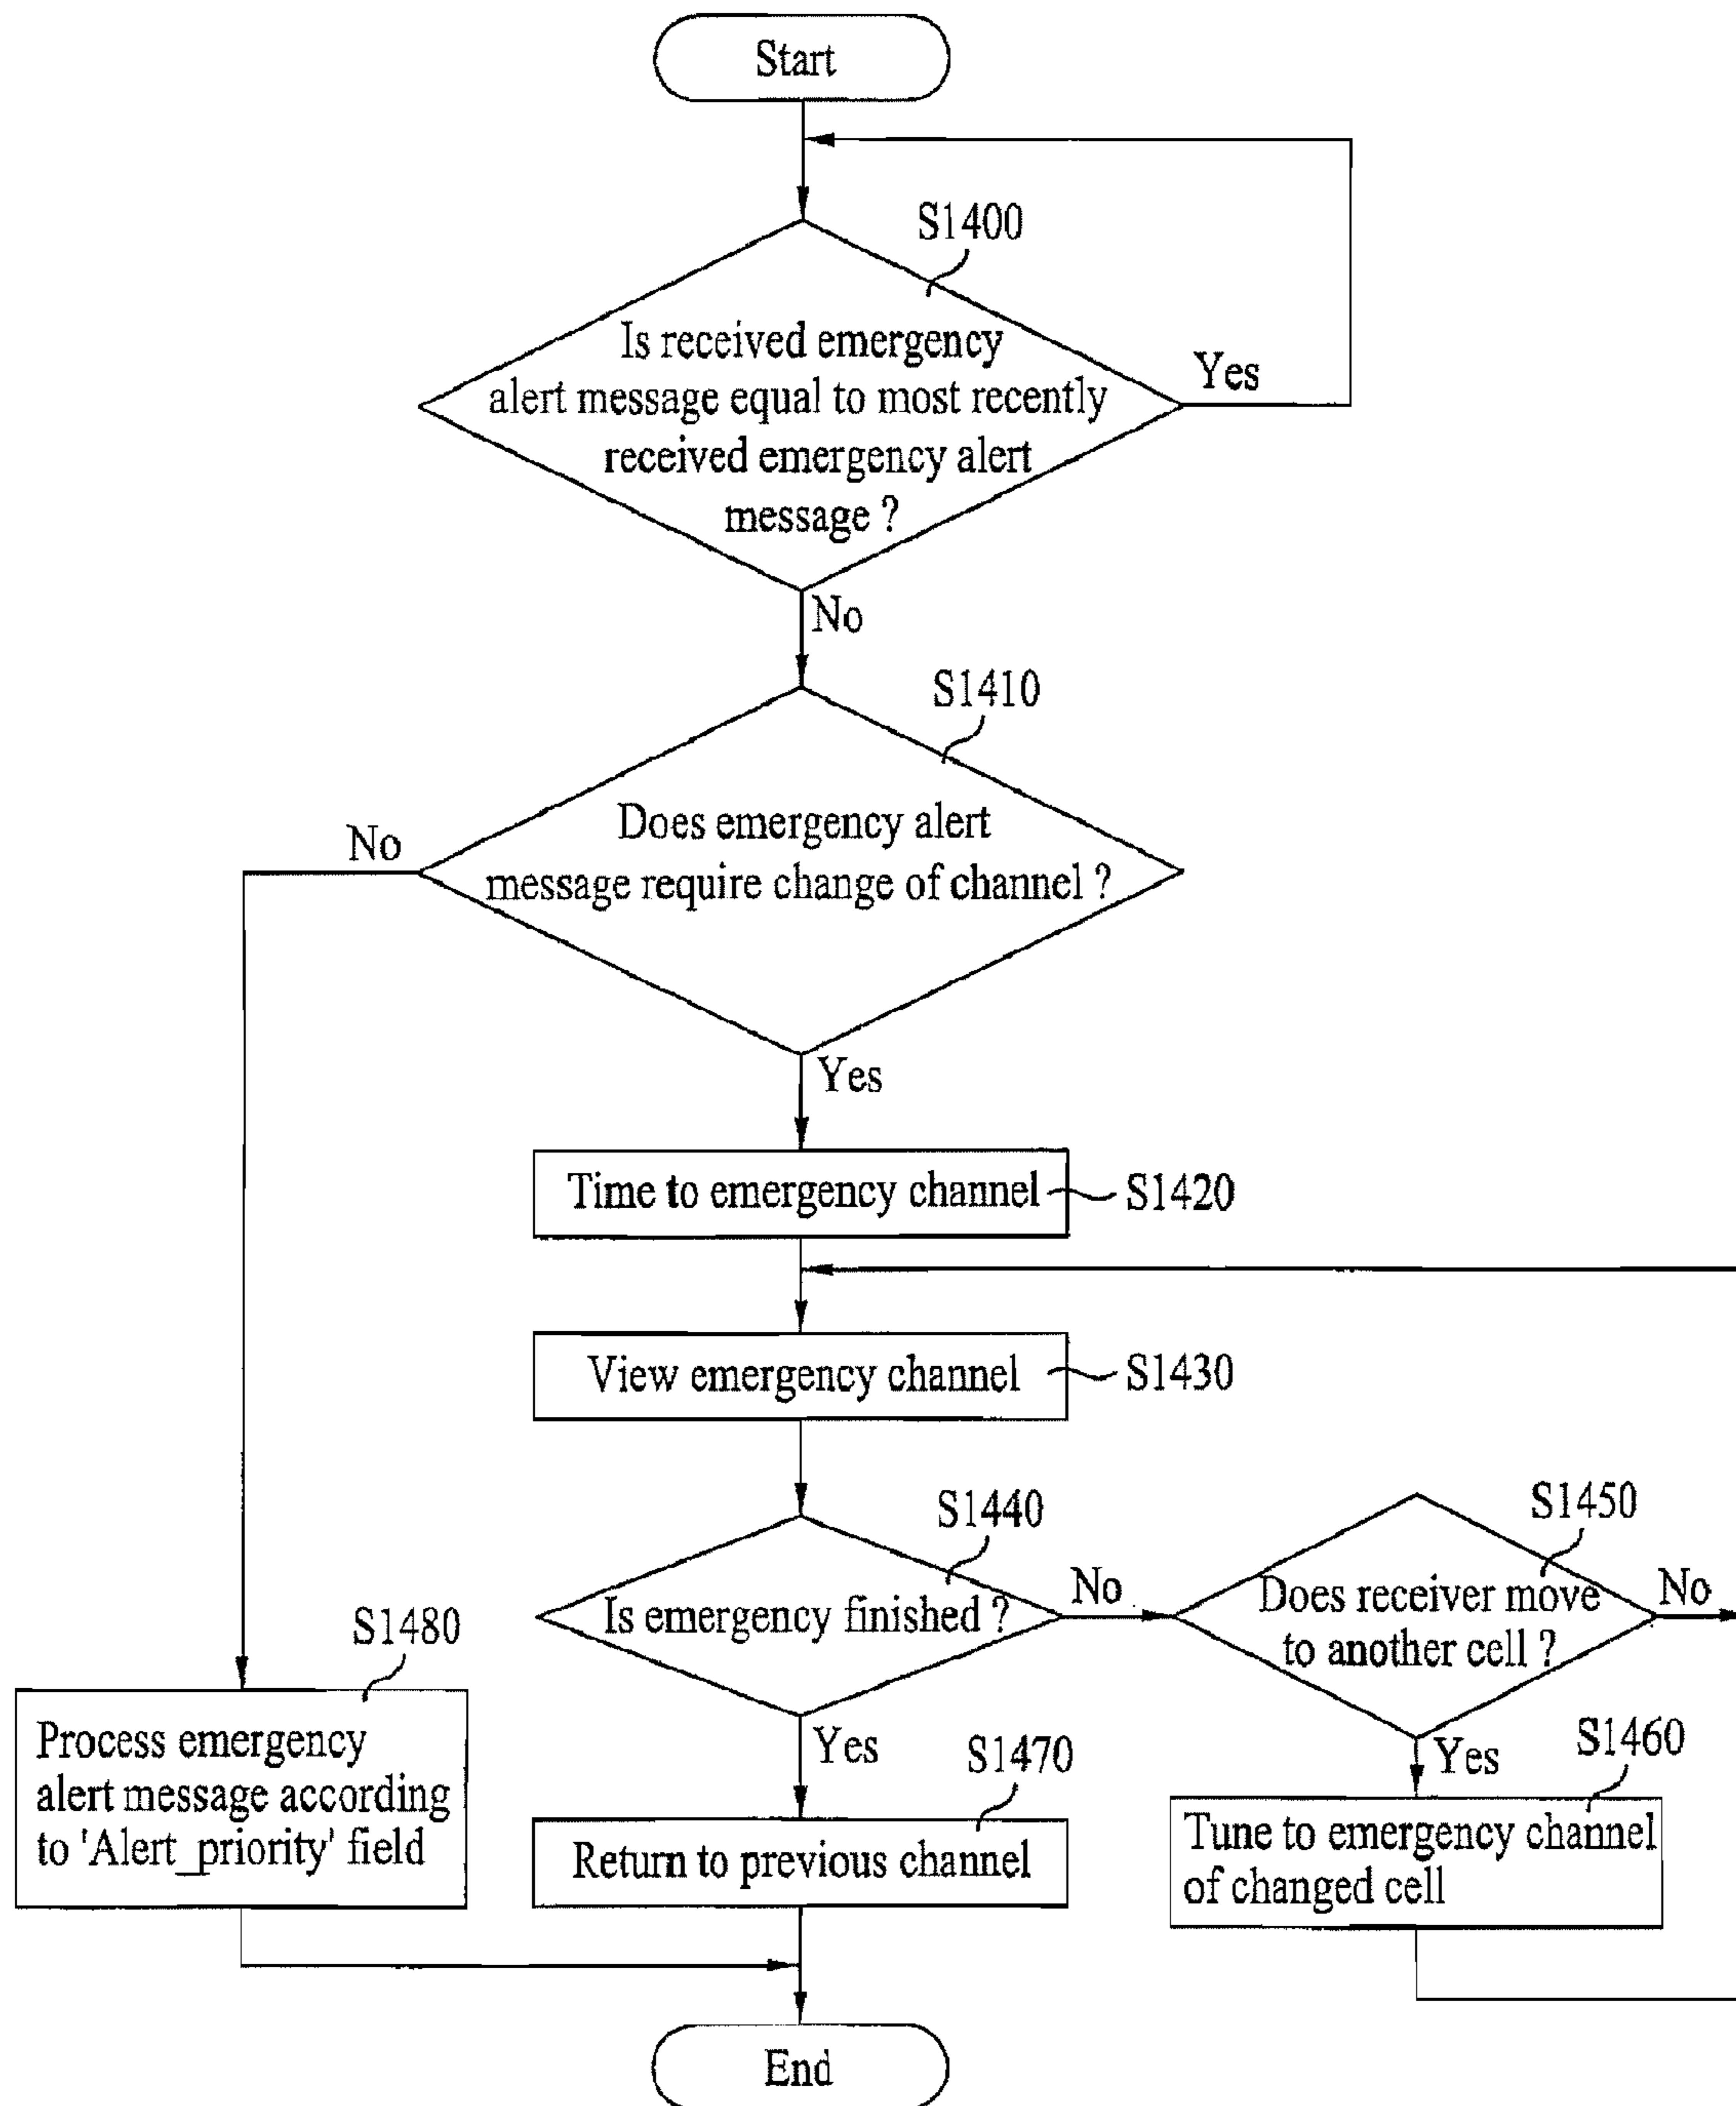 Start
S1400
Is received emergency
alert message equal to most recently
received emergency alert
message ?
Yes
No
S1410
Does emergency alert
message require change of channel ?
No
Yes
Time to emergency channel
S1420
View emergency channel
S1430
S1440
Is emergency finished ?
No
S1450
Does receiver move
to another cell ?
No
S1480
Process emergency
alert message according
to 'Alert_priority' field
Yes
S1470
Return to previous channel
Yes
S1460
Tune to emergency channel
of changed cell
End